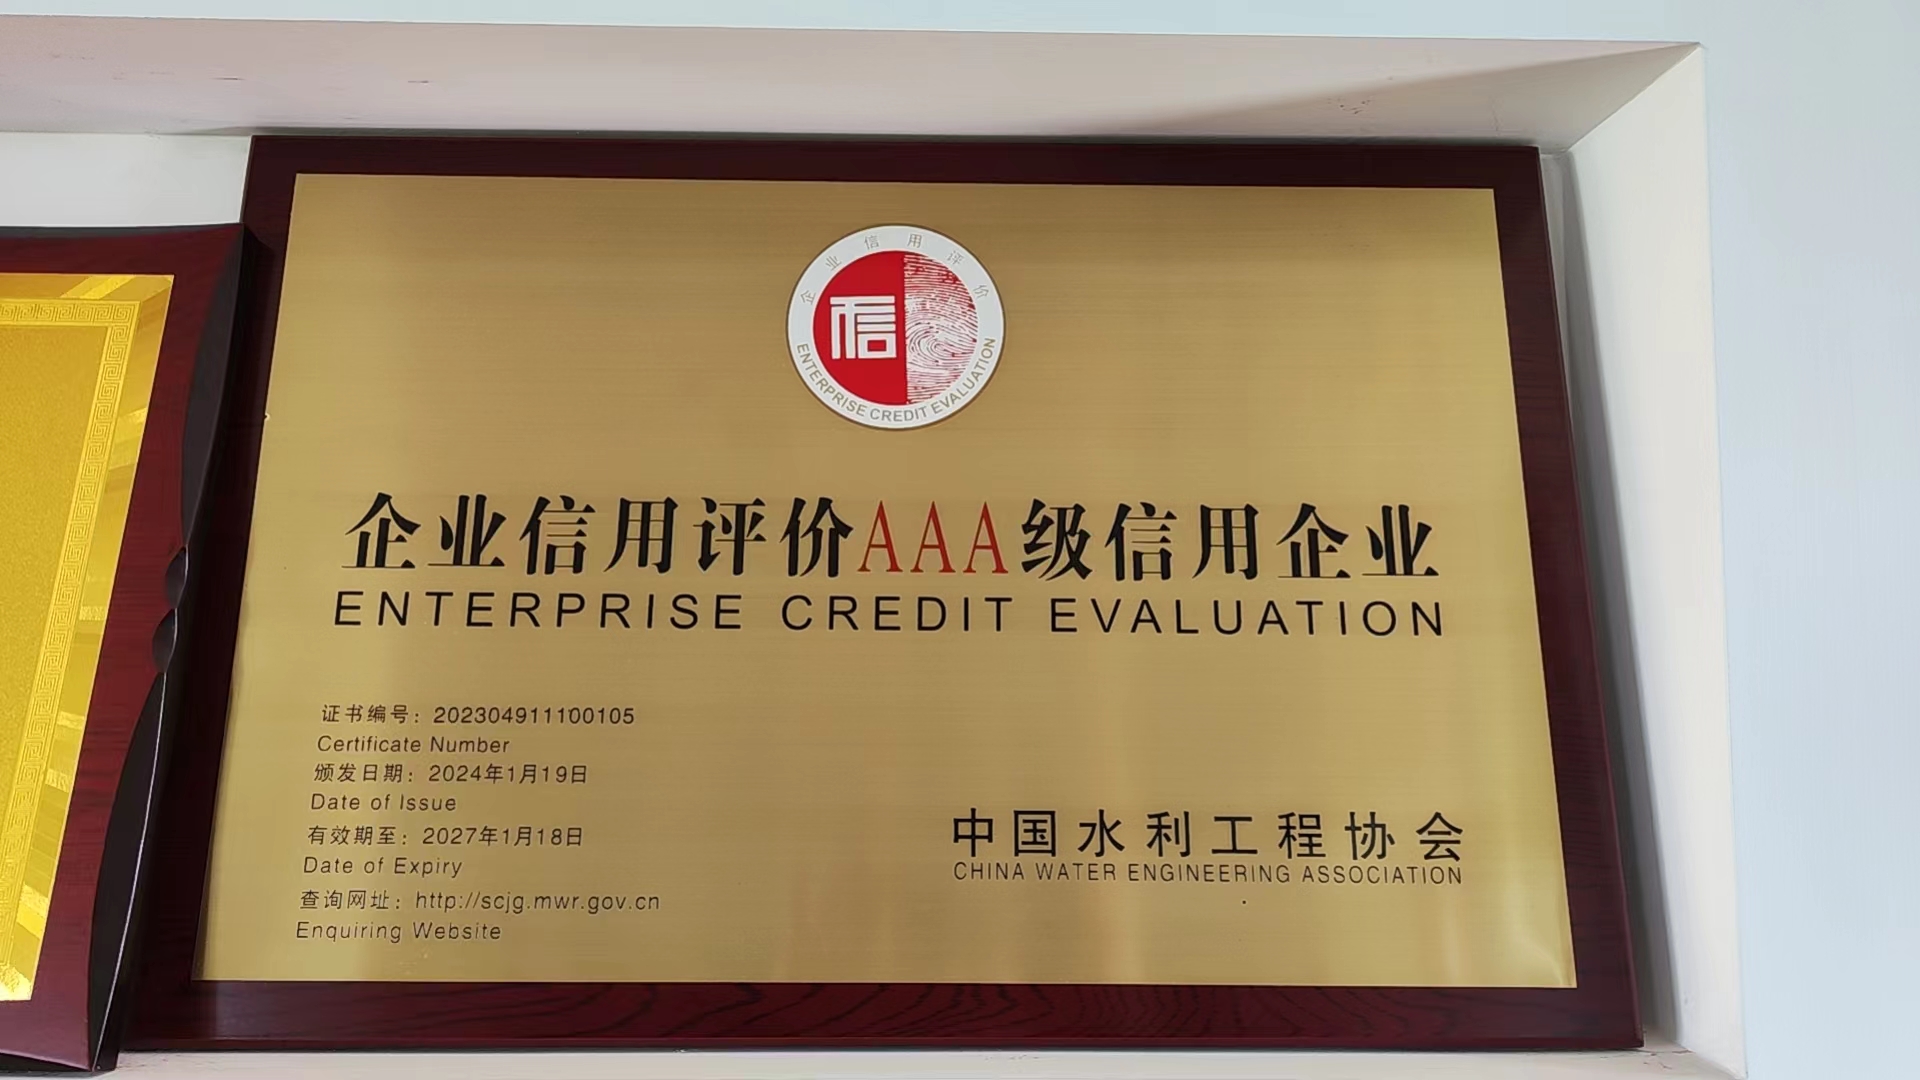 企业信用评价
信
ENTERPRISE CREDIT EVALUATION
企业信用评价AAA级信用企业
ENTERPRISE CREDIT EVALUATION
证书编号：202304911100105
Certificate Number
颁发日期：2024年1月19日
Date of Issue
有效期至：2027年1月18日
Date of Expiry
查询网址：http://scjg.mwr.gov.cn
Enquiring Website
中国水利工程协会
CHINA WATER ENGINEERING ASSOCIATION